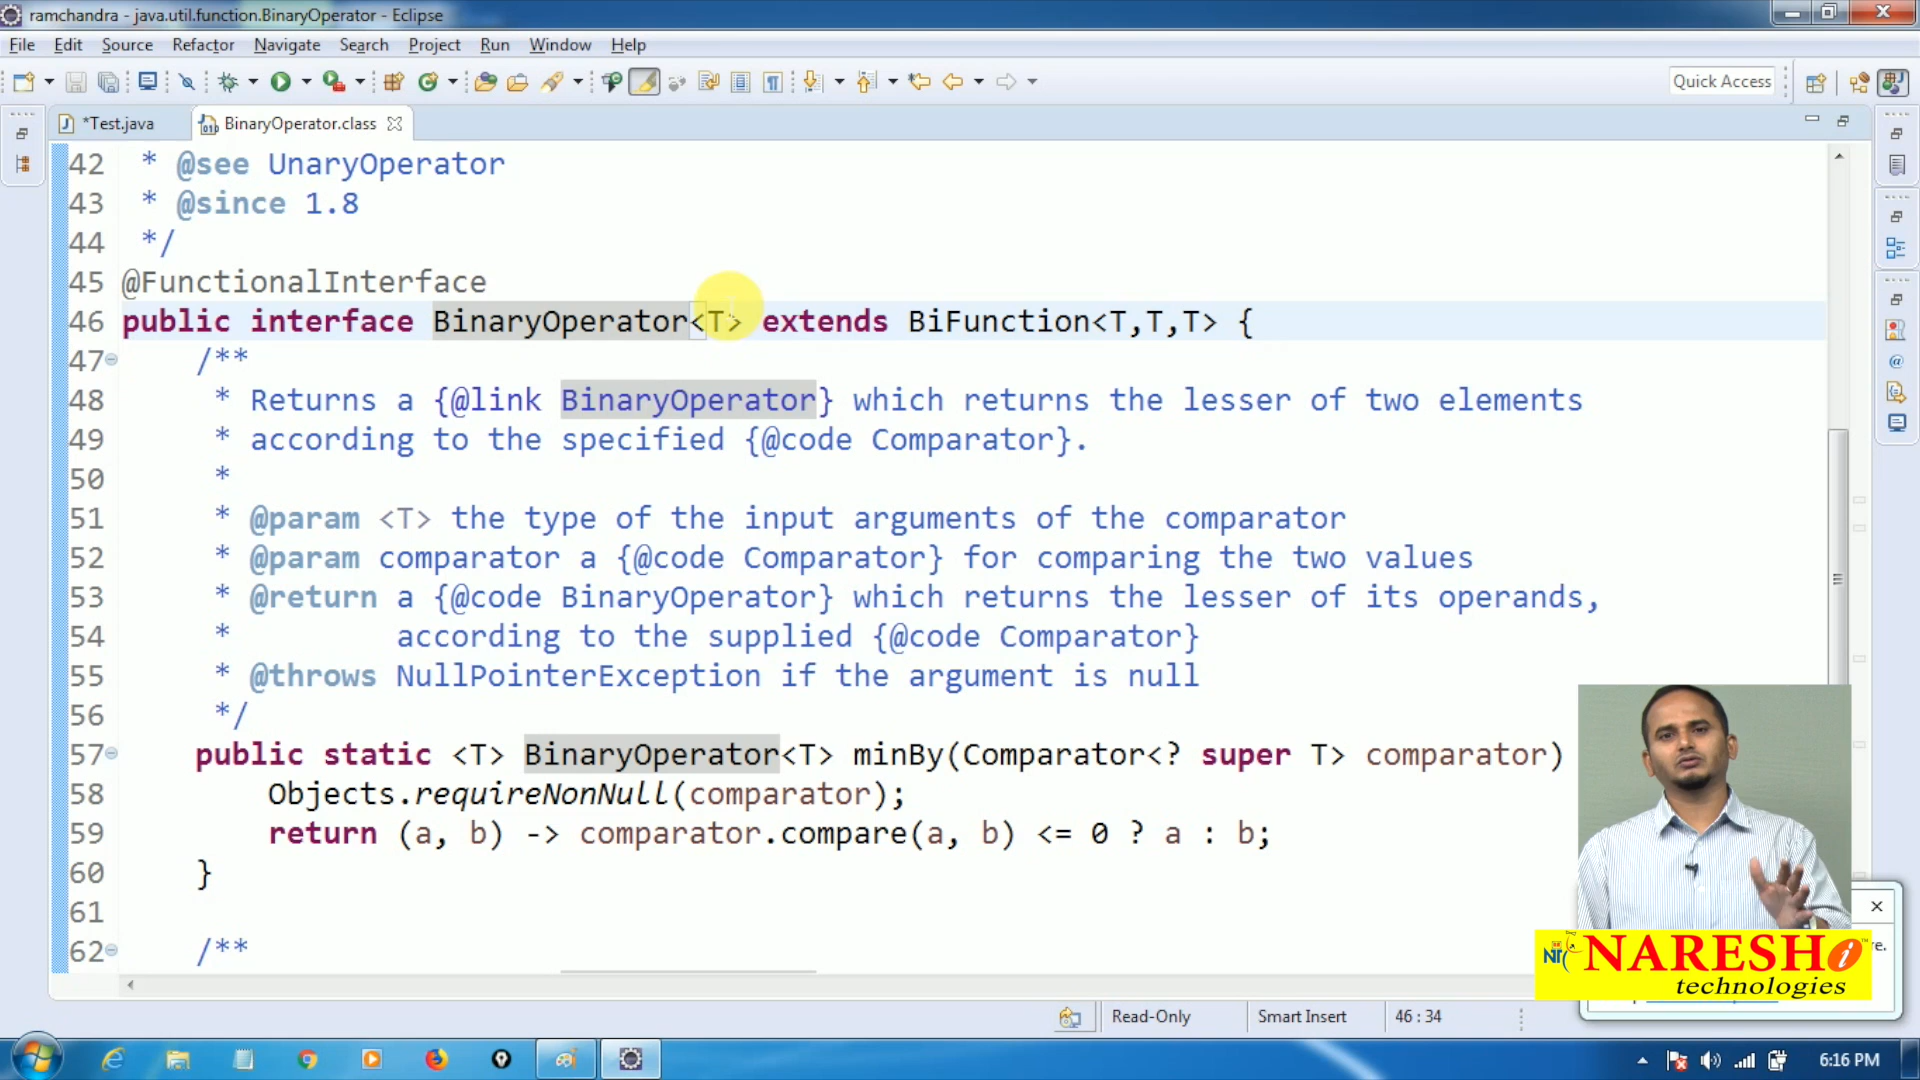 ramchandra - java.util.function.BinaryOperator - Eclipse
File Edit Source Refactor Navigate Search Project Run Window Help
Quick Access
*Test.java BinaryOperator.class
42 * @see UnaryOperator
43 * @since 1.8
44 */
45 @FunctionalInterface
46 public interface BinaryOperator<T> extends BiFunction<T,T,T> {
47 /**
48 * Returns a {@link BinaryOperator} which returns the lesser of two elements
49 * according to the specified {@code Comparator}.
50 *
51 * @param <T> the type of the input arguments of the comparator
52 * @param comparator a {@code Comparator} for comparing the two values
53 * @return a {@code BinaryOperator} which returns the lesser of its operands,
54 * according to the supplied {@code Comparator}
55 * @throws NullPointerException if the argument is null
56 */
57 public static <T> BinaryOperator<T> minBy(Comparator<? super T> comparator)
58 Objects.requireNonNull(comparator);
59 return (a, b) -> comparator.compare(a, b) <= 0 ? a : b;
60 }
61
62 /**
re.
NARESH i
technologies
Read-Only Smart Insert 46 : 34
6:16 PM